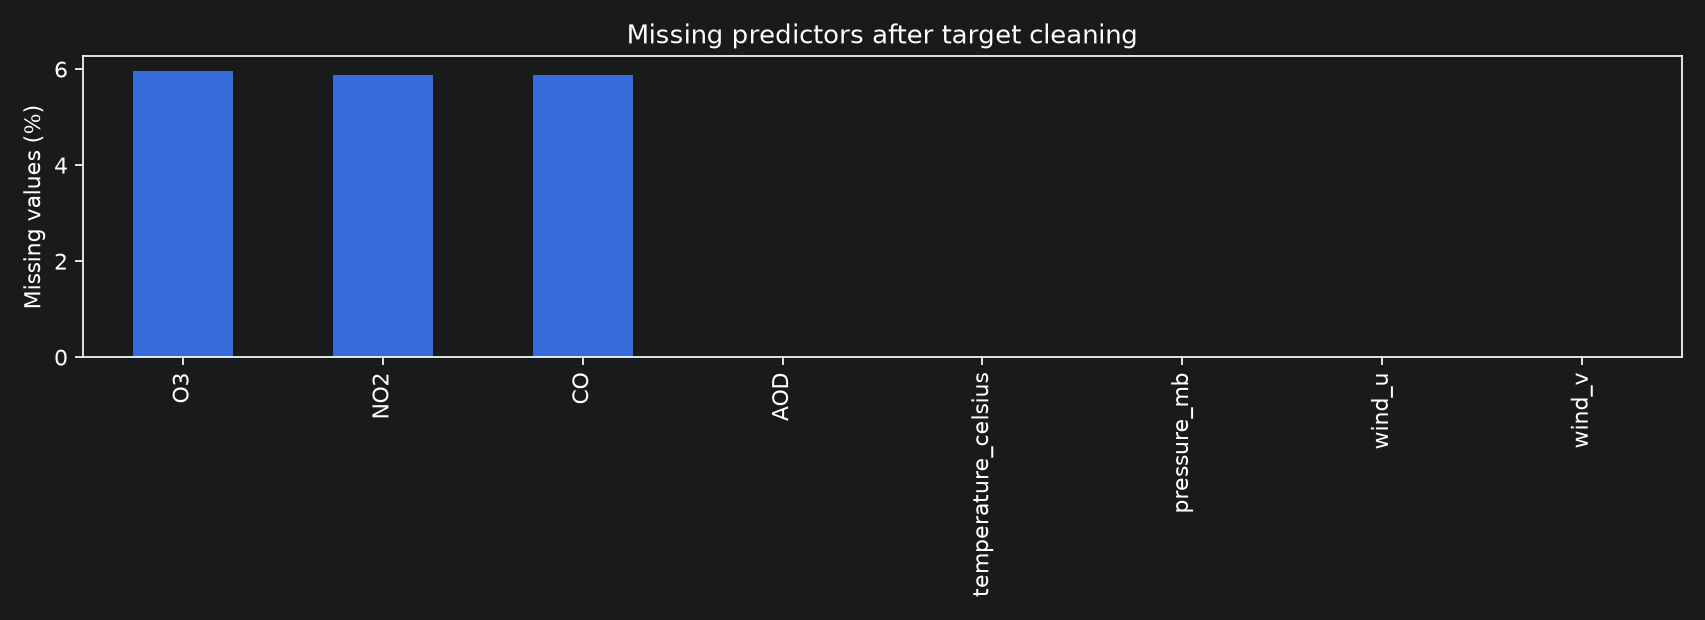 Missing predictors after target cleaning
Missing values (%)
6
4
2
0
O3
NO2
CO
AOD
temperature_celsius
pressure_mb
wind_u
wind_v